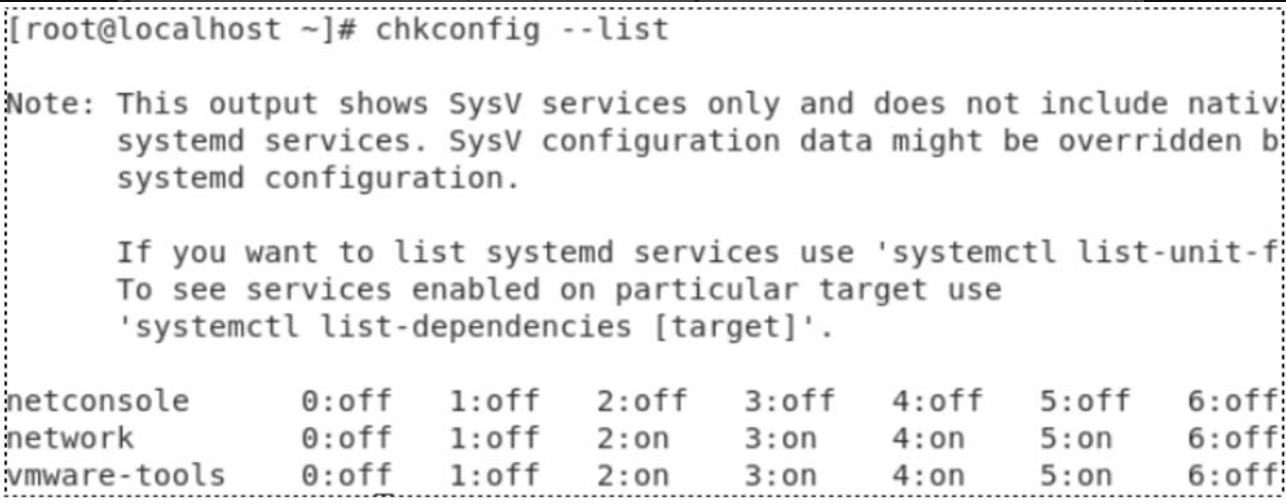 [root@localhost ~]# chkconfig --list
Note: This output shows SysV services only and does not include nativ
systemd services. SysV configuration data might be overridden b
systemd configuration.
If you want to list systemd services use 'systemctl list-unit-f
To see services enabled on particular target use
'systemctl list-dependencies [target]'.
netconsole 0:off 1:off 2:off 3:off 4:off 5:off 6:off
network 0:off 1:off 2:on 3:on 4:on 5:on 6:off
vmware-tools 0:off 1:off 2:on 3:on 4:on 5:on 6:off